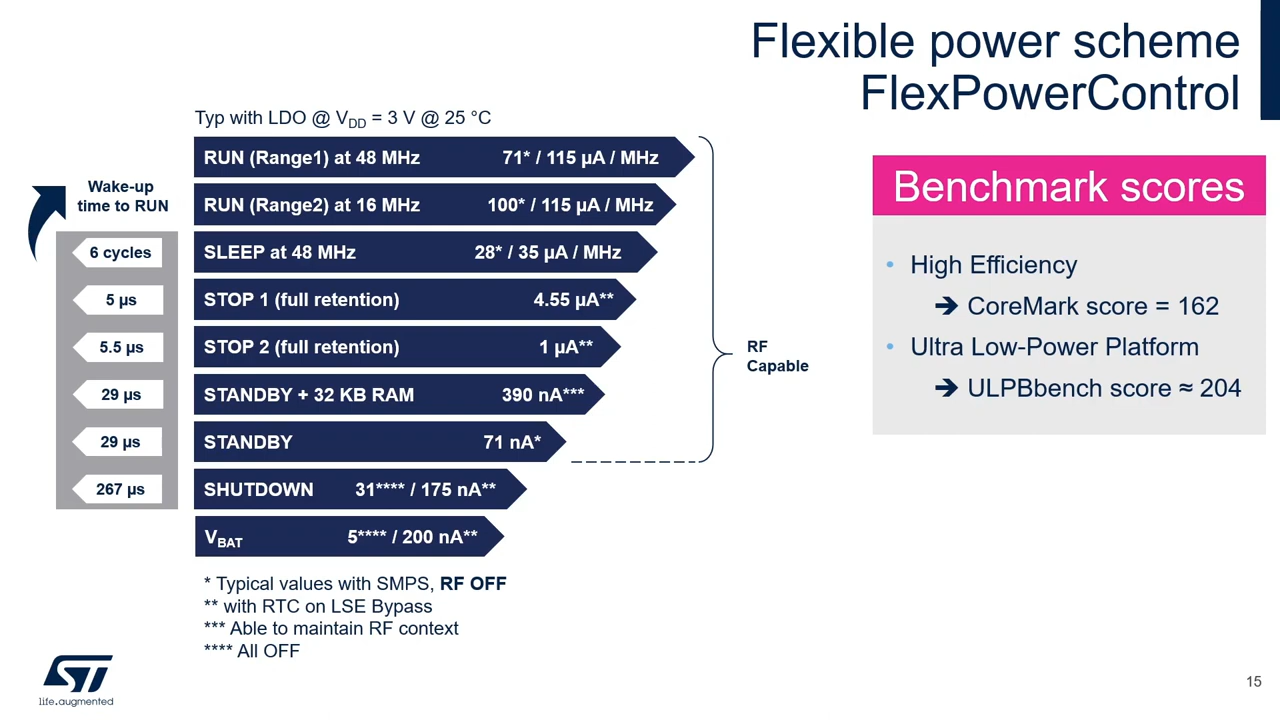 Flexible power scheme
FlexPowerControl
Typ with LDO @ VDD = 3 V @ 25 °C
Wake-up
time to RUN
RUN (Range1) at 48 MHz 71* / 115 µA / MHz
RUN (Range2) at 16 MHz 100* / 115 µA / MHz
6 cycles SLEEP at 48 MHz 28* / 35 µA / MHz
5 µs STOP 1 (full retention) 4.55 µA**
5.5 µs STOP 2 (full retention) 1 µA**
29 µs STANDBY + 32 KB RAM 390 nA***
29 µs STANDBY 71 nA*
267 µs SHUTDOWN 31**** / 175 nA**
VBAT 5**** / 200 nA**
RF
Capable
* Typical values with SMPS, RF OFF
** with RTC on LSE Bypass
*** Able to maintain RF context
**** All OFF
Benchmark scores
• High Efficiency
➔ CoreMark score = 162
• Ultra Low-Power Platform
➔ ULPBbench score ≈ 204
ST
life.augmented
15